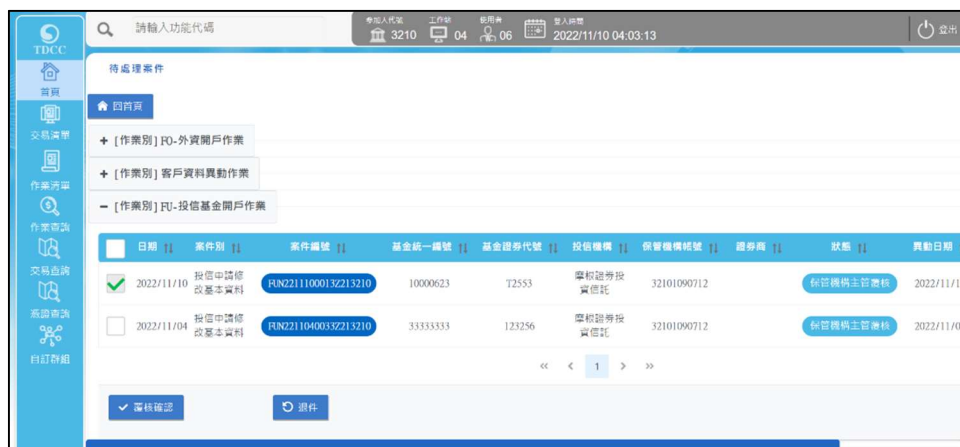 TDCC
請輸入功能代碼
參加人代號 3210
工作站 04
使用者 06
登入時間 2022/11/10 04:03:13
登出
首頁
交易清單
作業清單
作業查詢
交易查詢
帳證查詢
自訂群組
待處理案件
回首頁
+ [作業別] FO-外資開戶作業
+ [作業別] 客戶資料異動作業
− [作業別] FU-投信基金開戶作業
日期 案件別 案件編號 基金統一編號 基金證券代號 投信機構 保管機構帳號 證券商 狀態 異動日期
2022/11/10 投信申請修改基本資料 FUN2211100013Z213210 10000623 T2553 摩根證券投資信託 32101090712 保管機構主管覆核 2022/11/1
2022/11/04 投信申請修改基本資料 FUN2211040033Z213210 33333333 123256 摩根證券投資信託 32101090712 保管機構主管覆核 2022/11/0
<< < 1 > >>
覆核確認
退件